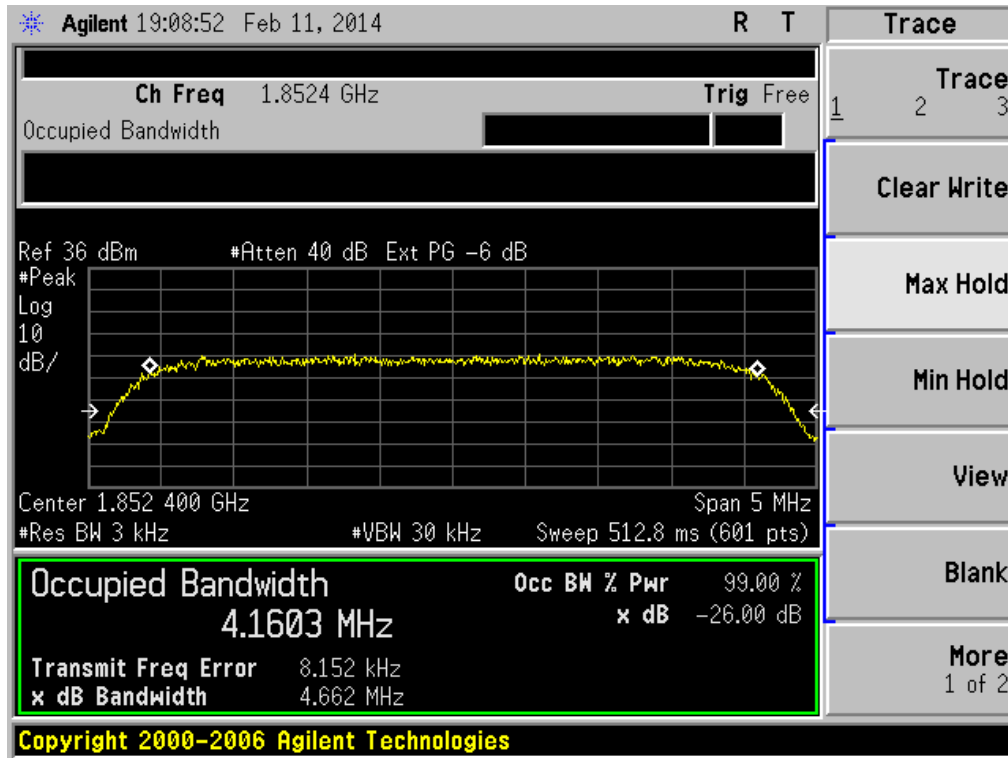 Agilent 19:08:52 Feb 11, 2014 R T
Trace
Ch Freq 1.8524 GHz Trig Free
Occupied Bandwidth
Ref 36 dBm #Atten 40 dB Ext PG -6 dB
#Peak
Log
10
dB/
Center 1.852 400 GHz Span 5 MHz
#Res BW 3 kHz #VBW 30 kHz Sweep 512.8 ms (601 pts)
Occupied Bandwidth
4.1603 MHz
Occ BW % Pwr 99.00 %
x dB -26.00 dB
Transmit Freq Error 8.152 kHz
x dB Bandwidth 4.662 MHz
Copyright 2000-2006 Agilent Technologies
Trace
1 2 3
Clear Write
Max Hold
Min Hold
View
Blank
More
1 of 2